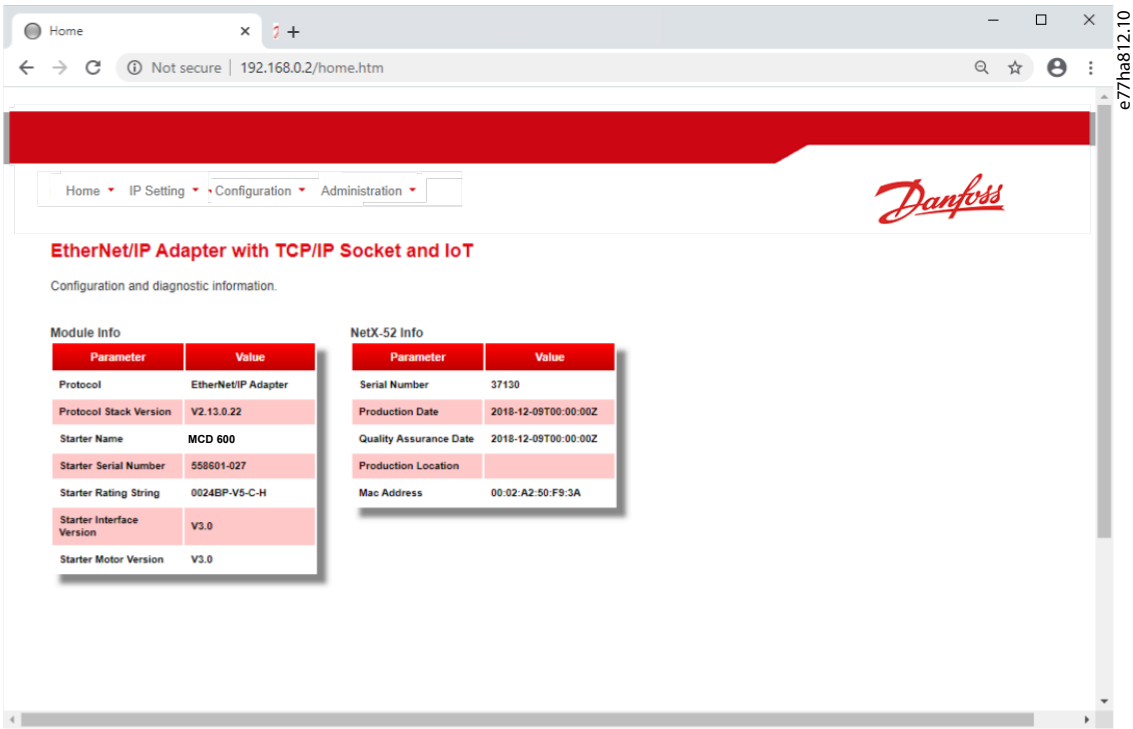 Home
Not secure | 192.168.0.2/home.htm
e77ha812.10
Home IP Setting Configuration Administration
Danfoss
EtherNet/IP Adapter with TCP/IP Socket and IoT
Configuration and diagnostic information.
Module Info
Parameter Value
Protocol EtherNet/IP Adapter
Protocol Stack Version V2.13.0.22
Starter Name MCD 600
Starter Serial Number 558601-027
Starter Rating String 0024BP-V5-C-H
Starter Interface
Version V3.0
Starter Motor Version V3.0
NetX-52 Info
Parameter Value
Serial Number 37130
Production Date 2018-12-09T00:00:00Z
Quality Assurance Date 2018-12-09T00:00:00Z
Production Location
Mac Address 00:02:A2:50:F9:3A